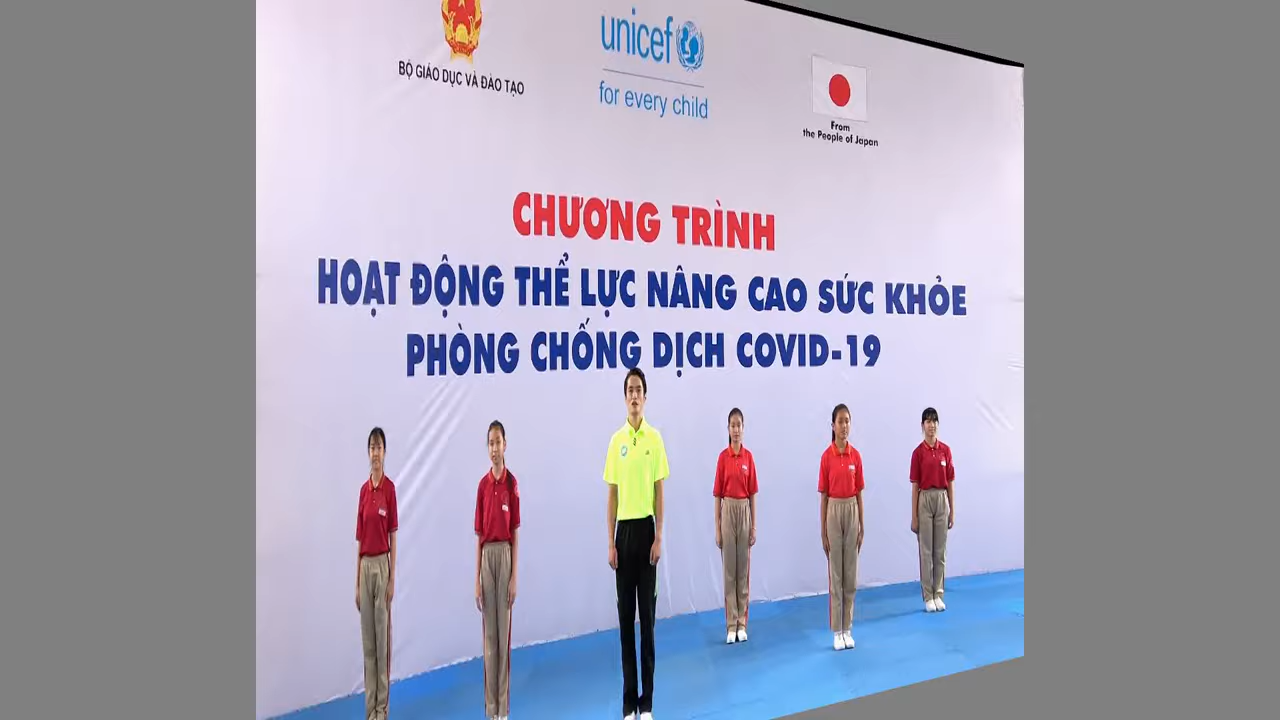 BỘ GIÁO DỤC VÀ ĐÀO TẠO
unicef
for every child
From
the People of Japan
CHƯƠNG TRÌNH
HOẠT ĐỘNG THỂ LỰC NÂNG CAO SỨC KHỎE
PHÒNG CHỐNG DỊCH COVID-19